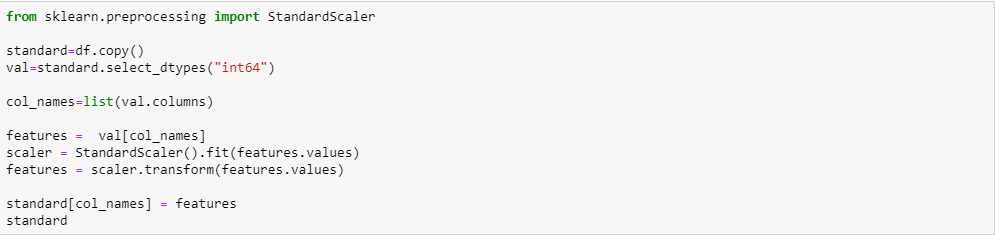 from sklearn.preprocessing import StandardScaler
standard=df.copy()
val=standard.select_dtypes("int64")
col_names=list(val.columns)
features =  val[col_names]
scaler = StandardScaler().fit(features.values)
features = scaler.transform(features.values)
standard[col_names] = features
standard